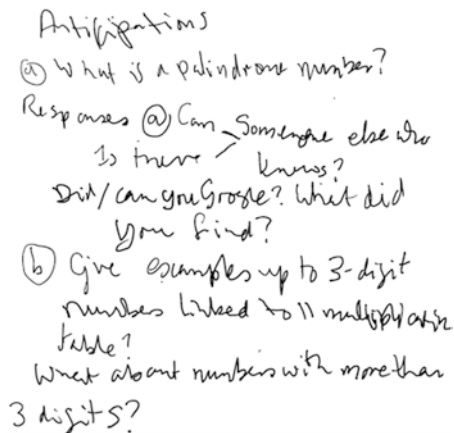 Anticipations
ⓐ What is a palindrome number?
Responses ⓐ Can Someone else who
Is there knows?
Did/can you Google? What did
you find?
ⓑ Give examples up to 3-digit
numbers linked to 11 multiplication
table?
What about numbers with more than
3 digits?